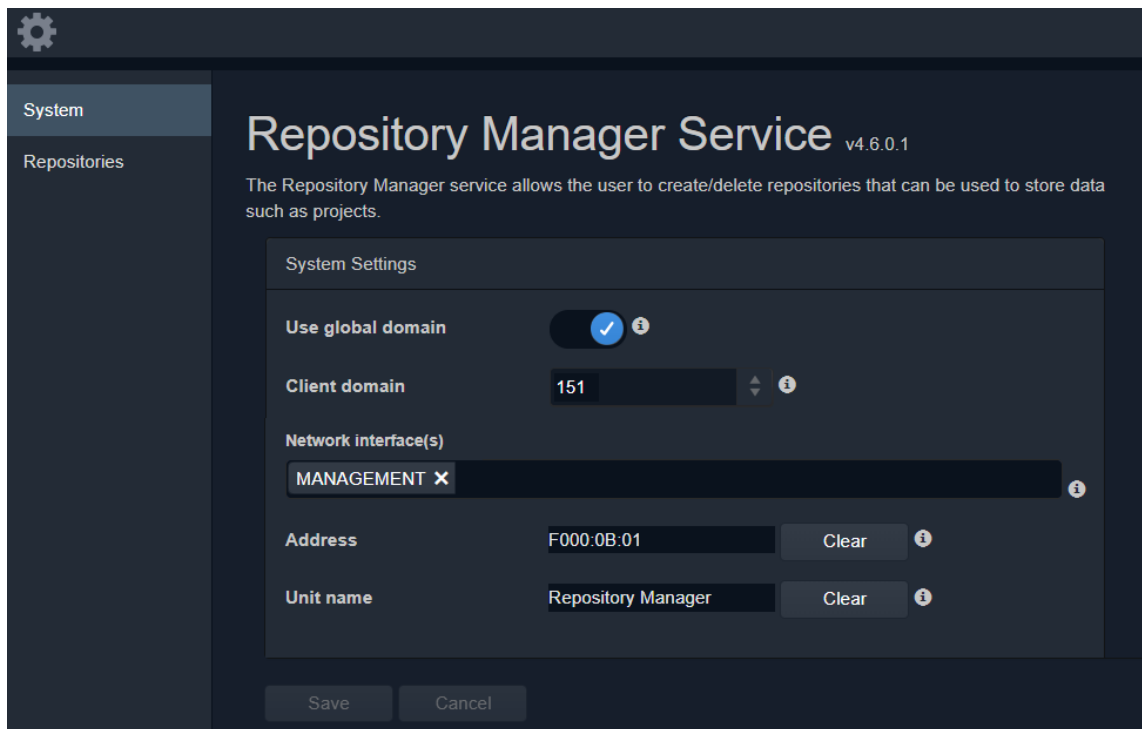 System
Repositories
Repository Manager Service v4.6.0.1
The Repository Manager service allows the user to create/delete repositories that can be used to store data
such as projects.
System Settings
Use global domain
Client domain 151
Network interface(s)
MANAGEMENT
Address F000:0B:01 Clear
Unit name Repository Manager Clear
Save Cancel